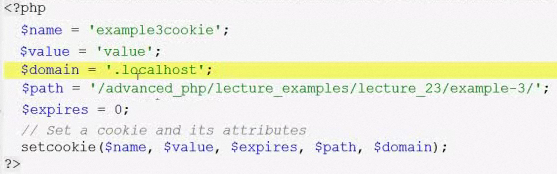 <?php
$name = 'example3cookie';
$value = 'value';
$domain = '.localhost';
$path = '/advanced_php/lecture_examples/lecture_23/example-3/';
$expires = 0;
// Set a cookie and its attributes
setcookie($name, $value, $expires, $path, $domain);
?>